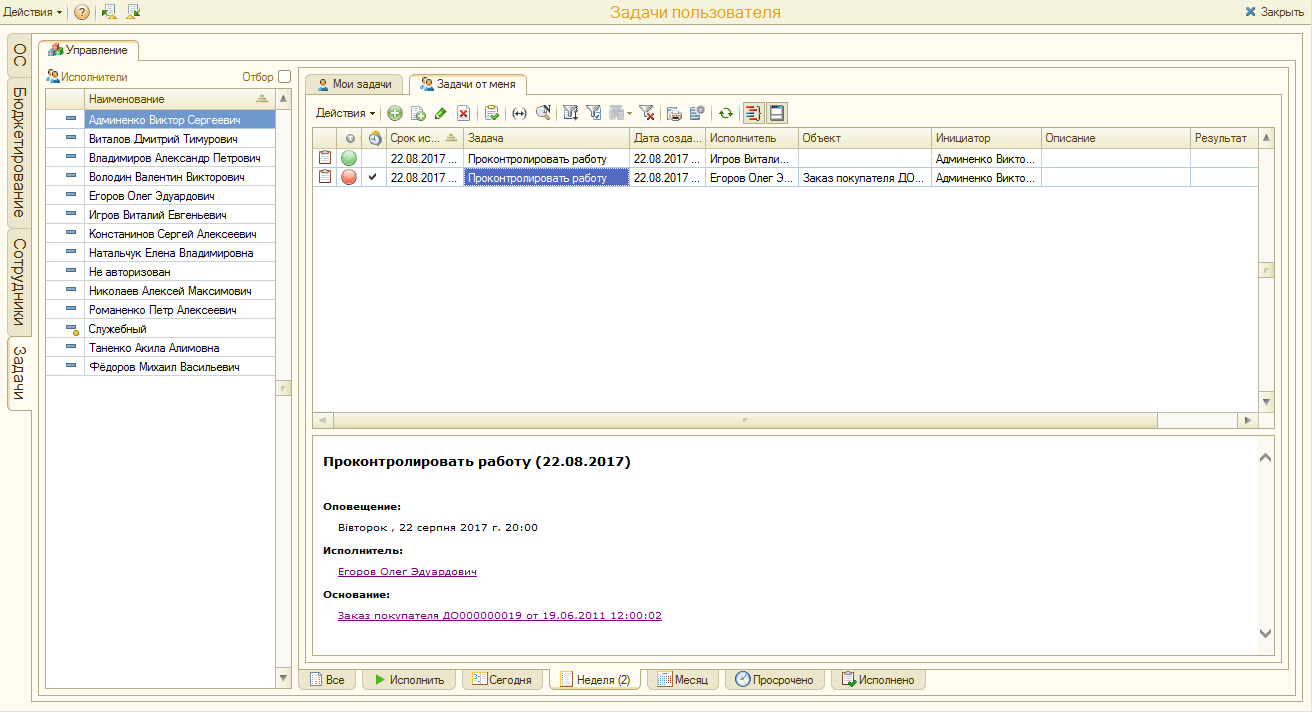 Действия
Задачи пользователя
Закрыть
ОС
Бюджетирование
Сотрудники
Задачи
Управление
Исполнители
Отбор
Наименование
Админенко Виктор Сергеевич
Виталов Дмитрий Тимурович
Владимиров Александр Петрович
Володин Валентин Викторович
Егоров Олег Эдуардович
Игров Виталий Евгеньевич
Констанинов Сергей Алексеевич
Натальчук Елена Владимировна
Не авторизован
Николаев Алексей Максимович
Романенко Петр Алексеевич
Служебный
Таненко Акила Алимовна
Фёдоров Михаил Васильевич
Мои задачи
Задачи от меня
Действия
Срок ис... Задача Дата созда... Исполнитель Объект Инициатор Описание Результат
22.08.2017 ... Проконтролировать работу 22.08.2017 ... Игров Витали... Админенко Викто...
22.08.2017 ... Проконтролировать работу 22.08.2017 ... Егоров Олег Э... Заказ покупателя ДО... Админенко Викто...
Проконтролировать работу (22.08.2017)
Оповещение:
Вівторок , 22 серпня 2017 г. 20:00
Исполнитель:
Егоров Олег Эдуардович
Основание:
Заказ покупателя ДО000000019 от 19.06.2011 12:00:02
Все
Исполнить
Сегодня
Неделя (2)
Месяц
Просрочено
Исполнено